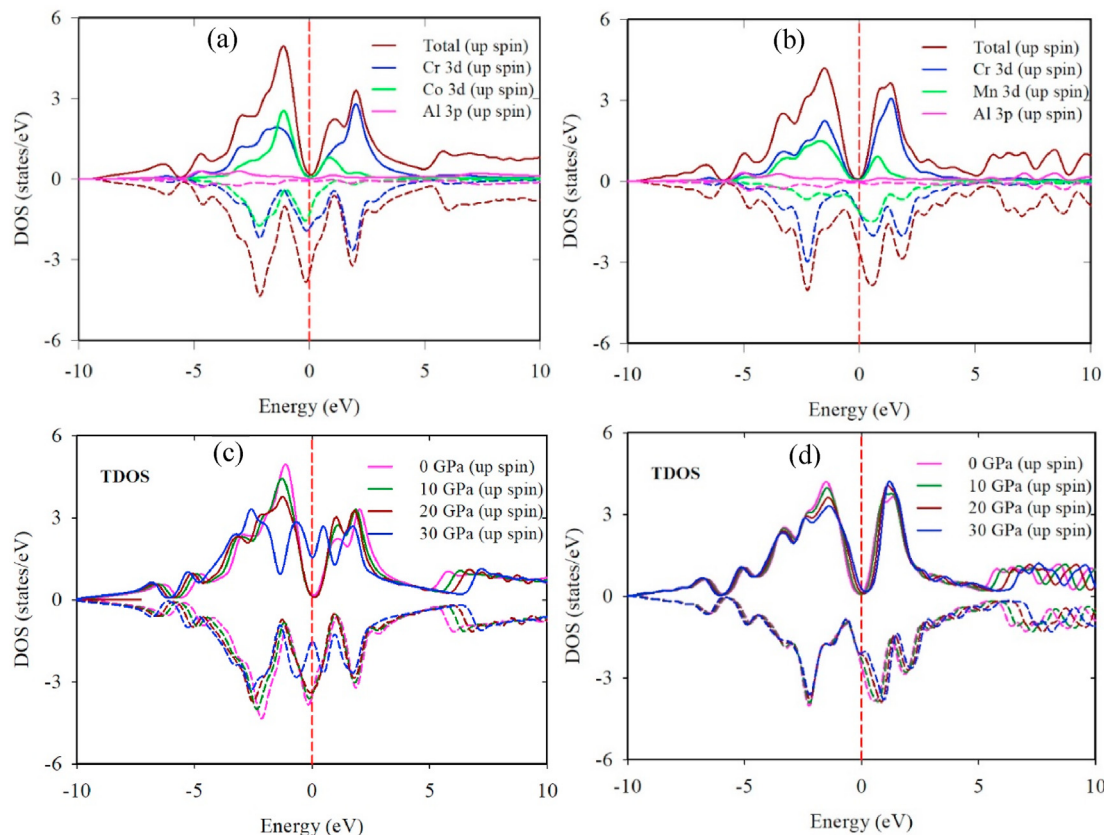 (a)
Total (up spin)
Cr 3d (up spin)
Co 3d (up spin)
Al 3p (up spin)
6
3
0
-3
-6
DOS (states/eV)
-10
-5
0
5
10
Energy (eV)
(b)
Total (up spin)
Cr 3d (up spin)
Mn 3d (up spin)
Al 3p (up spin)
6
3
0
-3
-6
DOS (states/eV)
-10
-5
0
5
10
Energy (eV)
(c)
TDOS
0 GPa (up spin)
10 GPa (up spin)
20 GPa (up spin)
30 GPa (up spin)
6
3
0
-3
-6
DOS (states/eV)
-10
-5
0
5
10
Energy (eV)
(d)
TDOS
0 GPa (up spin)
10 GPa (up spin)
20 GPa (up spin)
30 GPa (up spin)
6
3
0
-3
-6
DOS (states/eV)
-10
-5
0
5
10
Energy (eV)